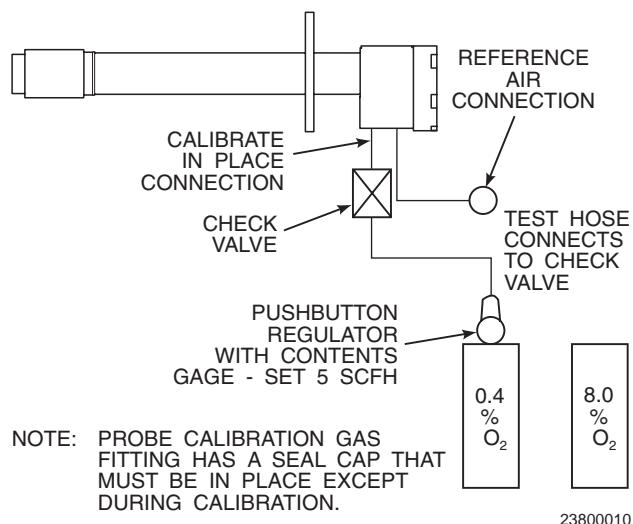 REFERENCE
AIR
CONNECTION
CALIBRATE
IN PLACE
CONNECTION
CHECK
VALVE
TEST HOSE
CONNECTS
TO CHECK
VALVE
PUSHBUTTON
REGULATOR
WITH CONTENTS
GAGE - SET 5 SCFH
0.4
%
O₂
8.0
%
O₂
NOTE: PROBE CALIBRATION GAS
FITTING HAS A SEAL CAP THAT
MUST BE IN PLACE EXCEPT
DURING CALIBRATION.
23800010